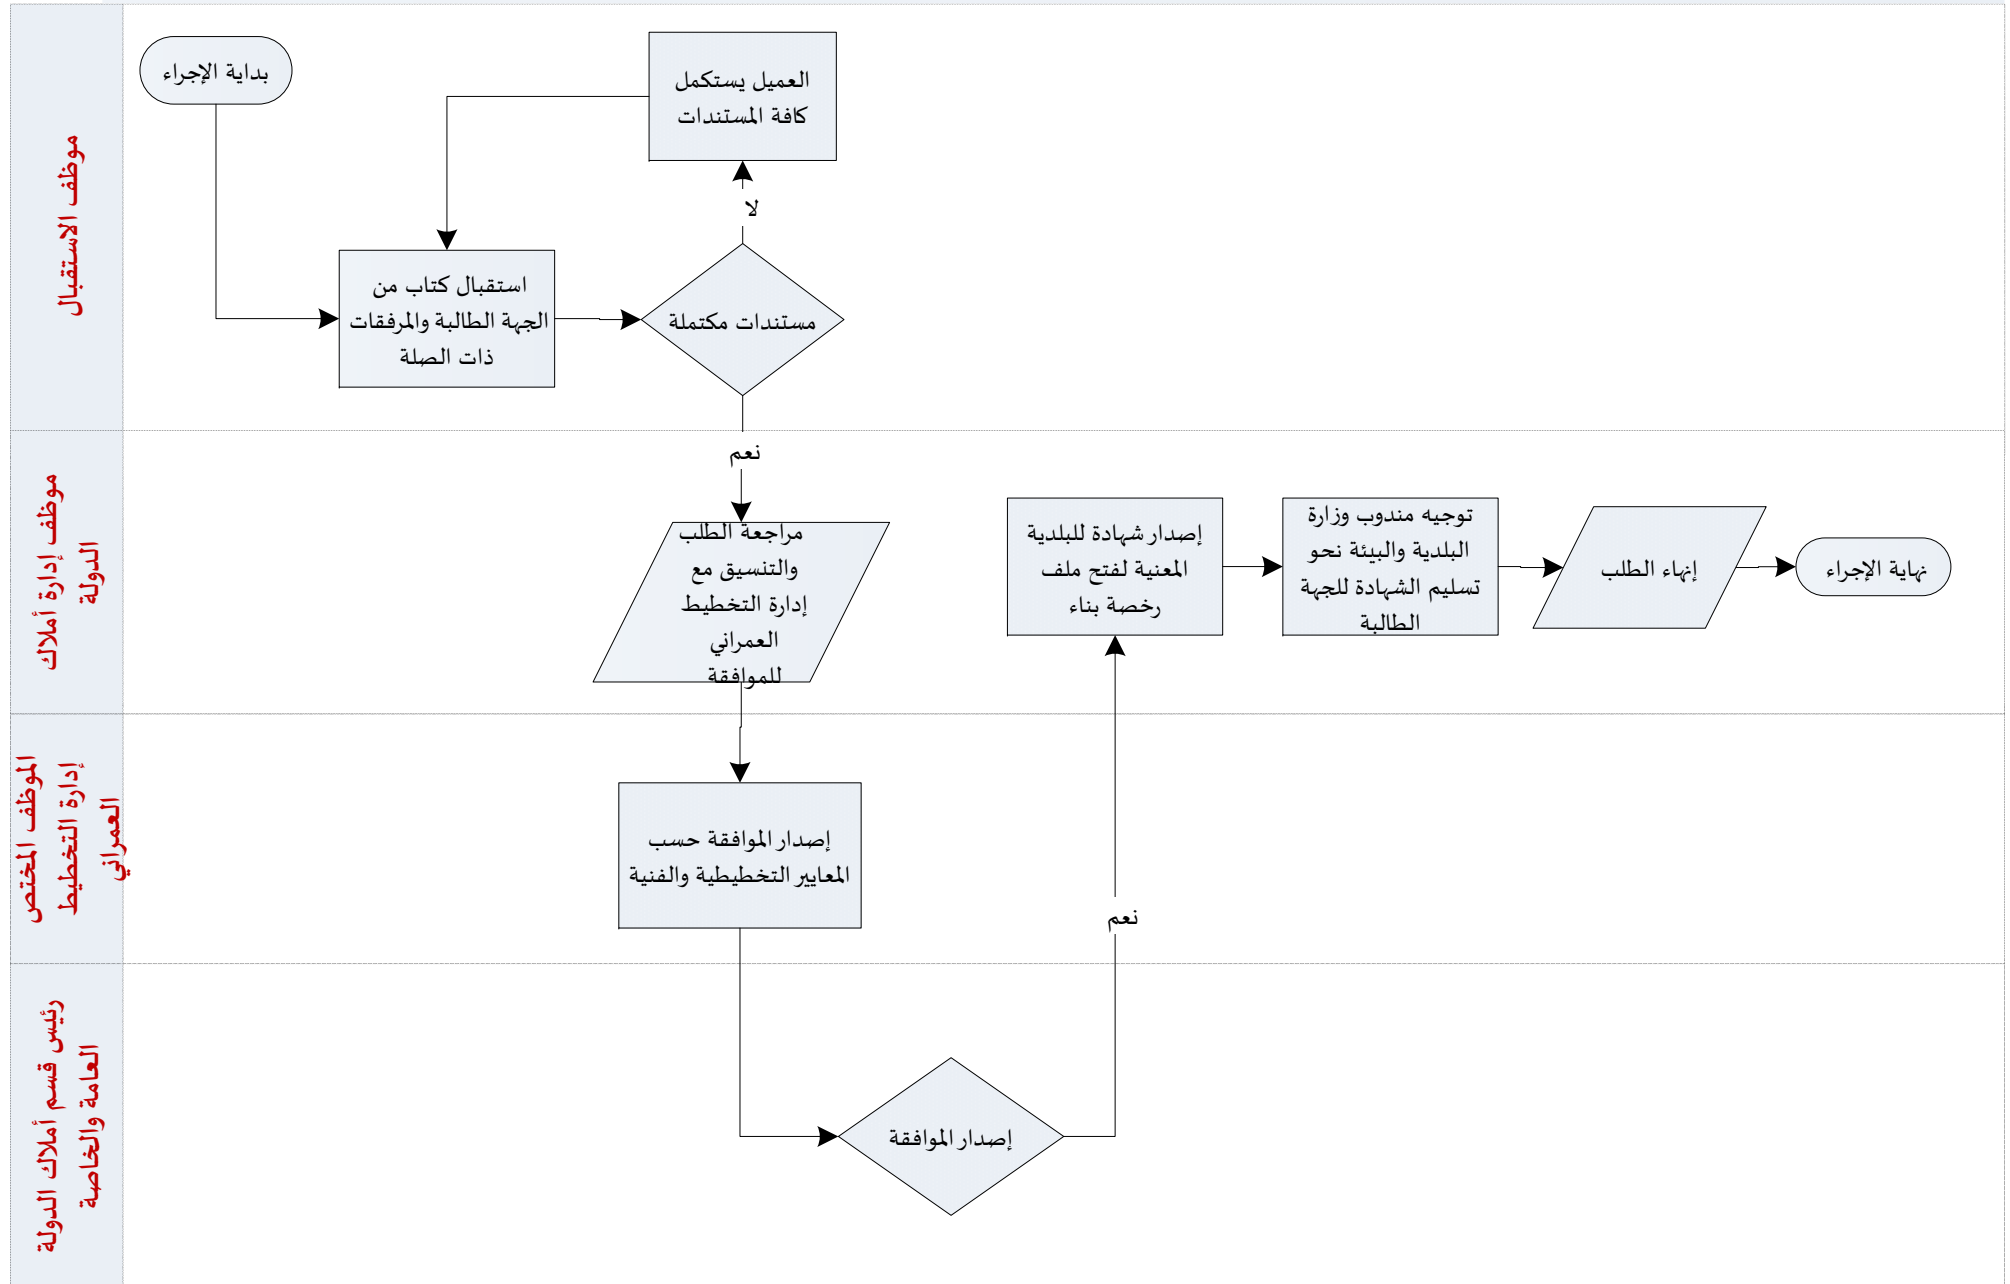 موظف الاستقبال
بداية الإجراء
العميل يستكمل
كافة المستندات
لا
استقبال كتاب من
الجهة الطالبة والمرفقات
ذات الصلة
مستندات مكتملة
نعم
موظف إدارة أملاك
الدولة
مراجعة الطلب
والتنسيق مع
إدارة التخطيط
العمراني
للموافقة
إصدار شهادة للبلدية
المعنية لفتح ملف
رخصة بناء
توجيه مندوب وزارة
البلدية والبيئة نحو
تسليم الشهادة للجهة
الطالبة
إنهاء الطلب
نهاية الإجراء
الموظف المختص
إدارة التخطيط
العمراني
إصدار الموافقة حسب
المعايير التخطيطية والفنية
نعم
رئيس قسم أملاك الدولة
العامة والخاصة
إصدار الموافقة